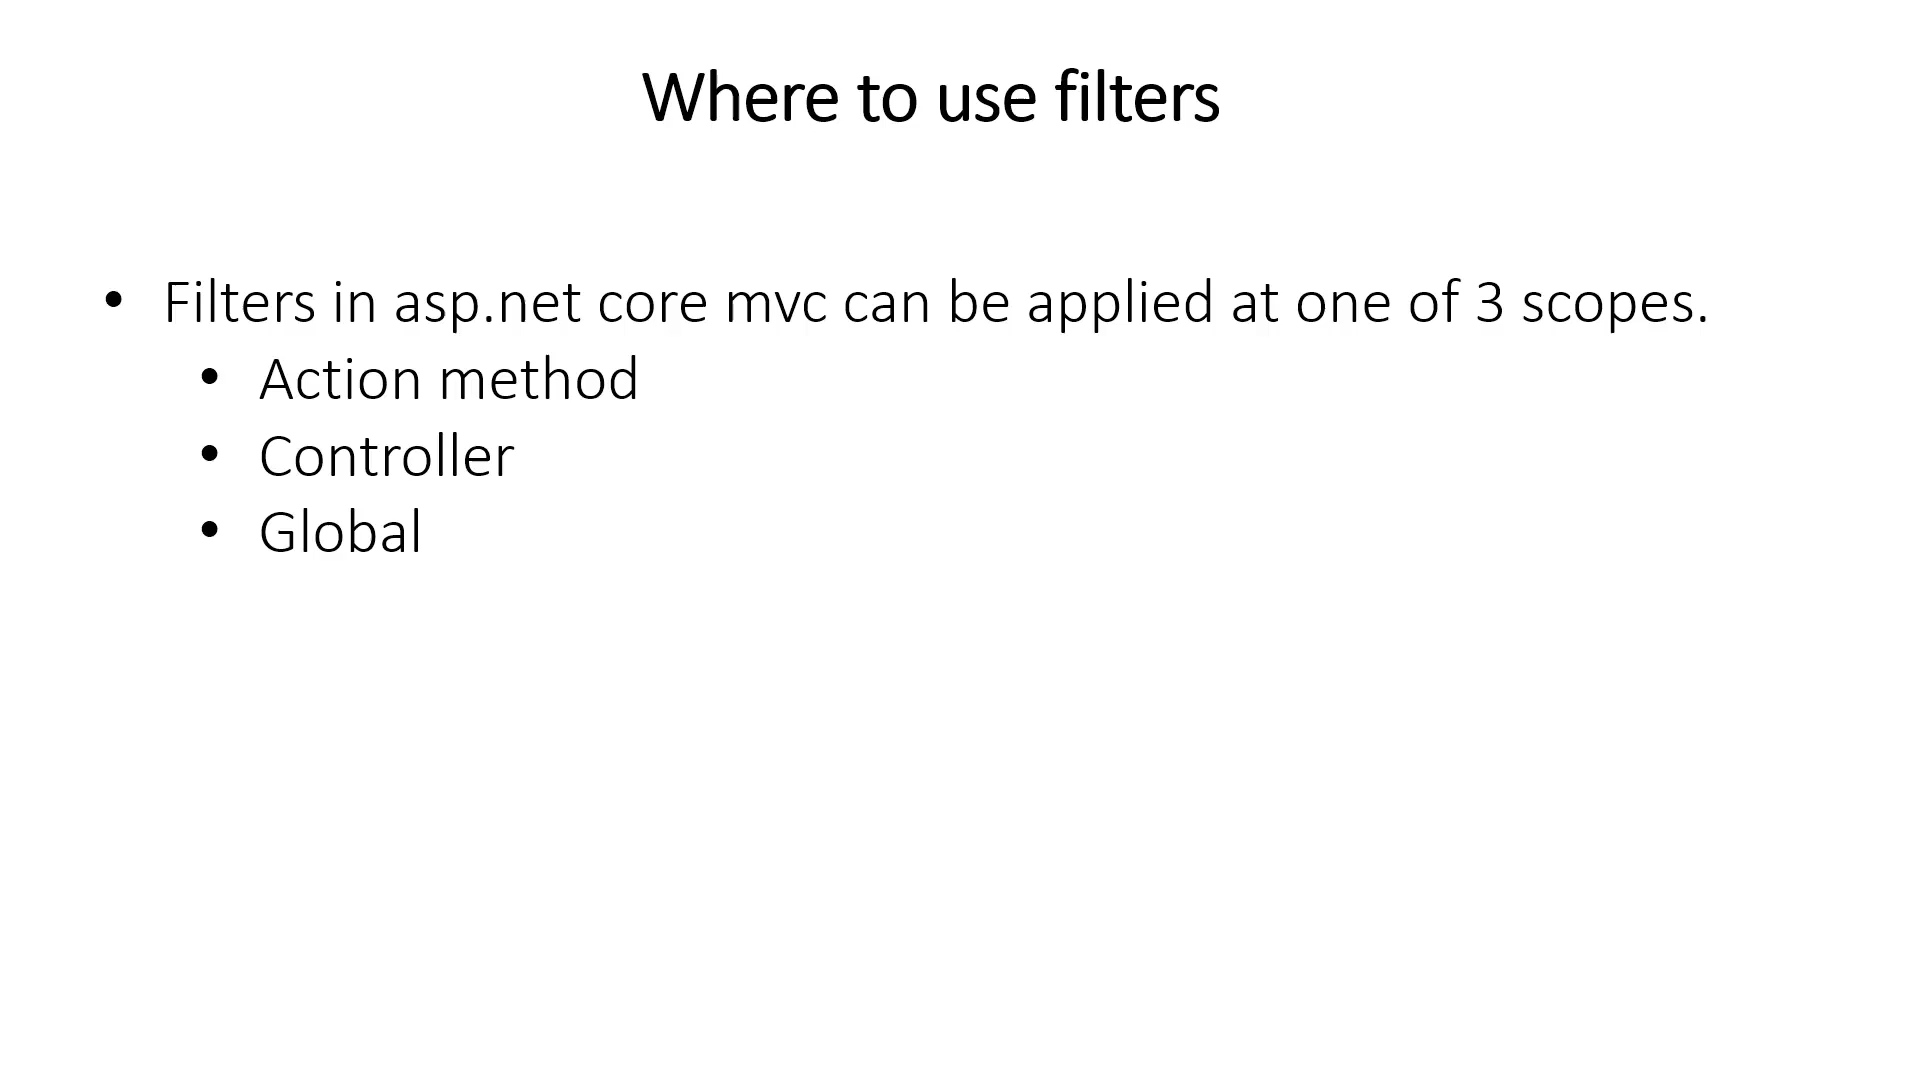 Where to use filters
• Filters in asp.net core mvc can be applied at one of 3 scopes.
• Action method
• Controller
• Global